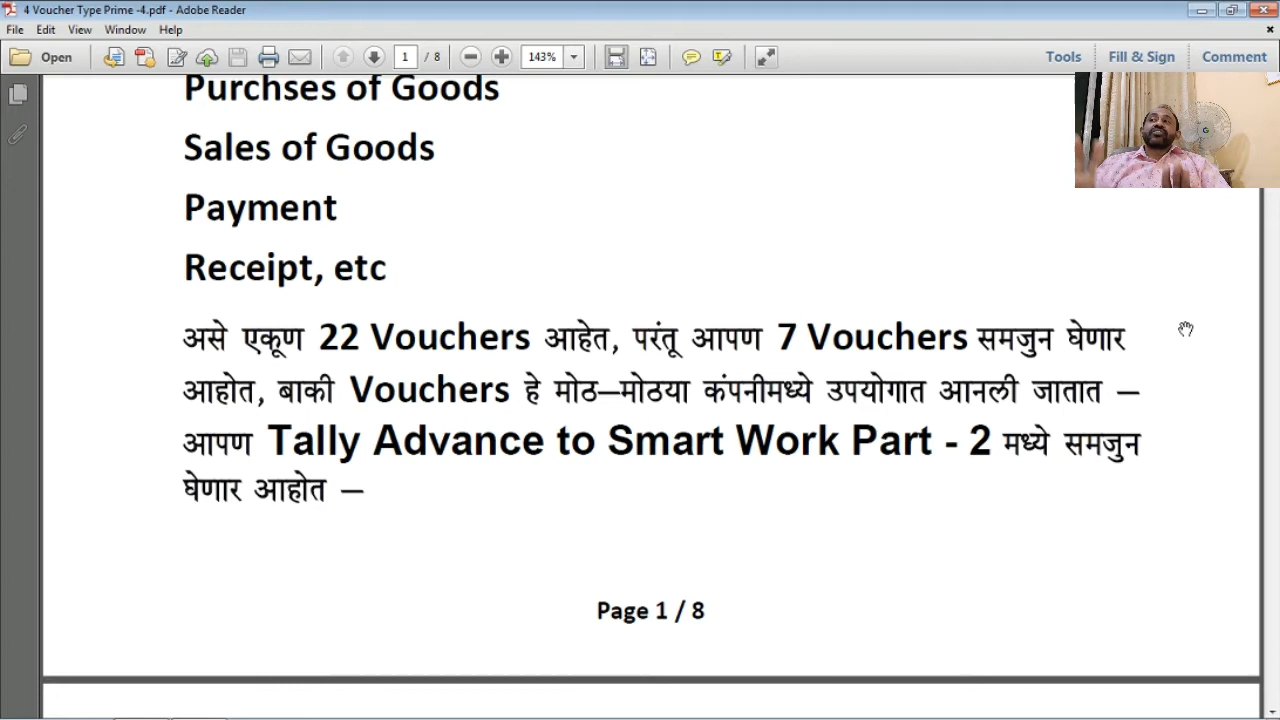 4 Voucher Type Prime -4.pdf - Adobe Reader
File Edit View Window Help
Open 1 / 8 143% Tools Fill & Sign Comment
Purchses of Goods
Sales of Goods
Payment
Receipt, etc
असे एकूण 22 Vouchers आहेत, परंतू आपण 7 Vouchers समजुन घेणार
आहोत, बाकी Vouchers हे मोठ–मोठया कंपनीमध्ये उपयोगात आनली जातात –
आपण Tally Advance to Smart Work Part - 2 मध्ये समजुन
घेणार आहोत –
Page 1 / 8